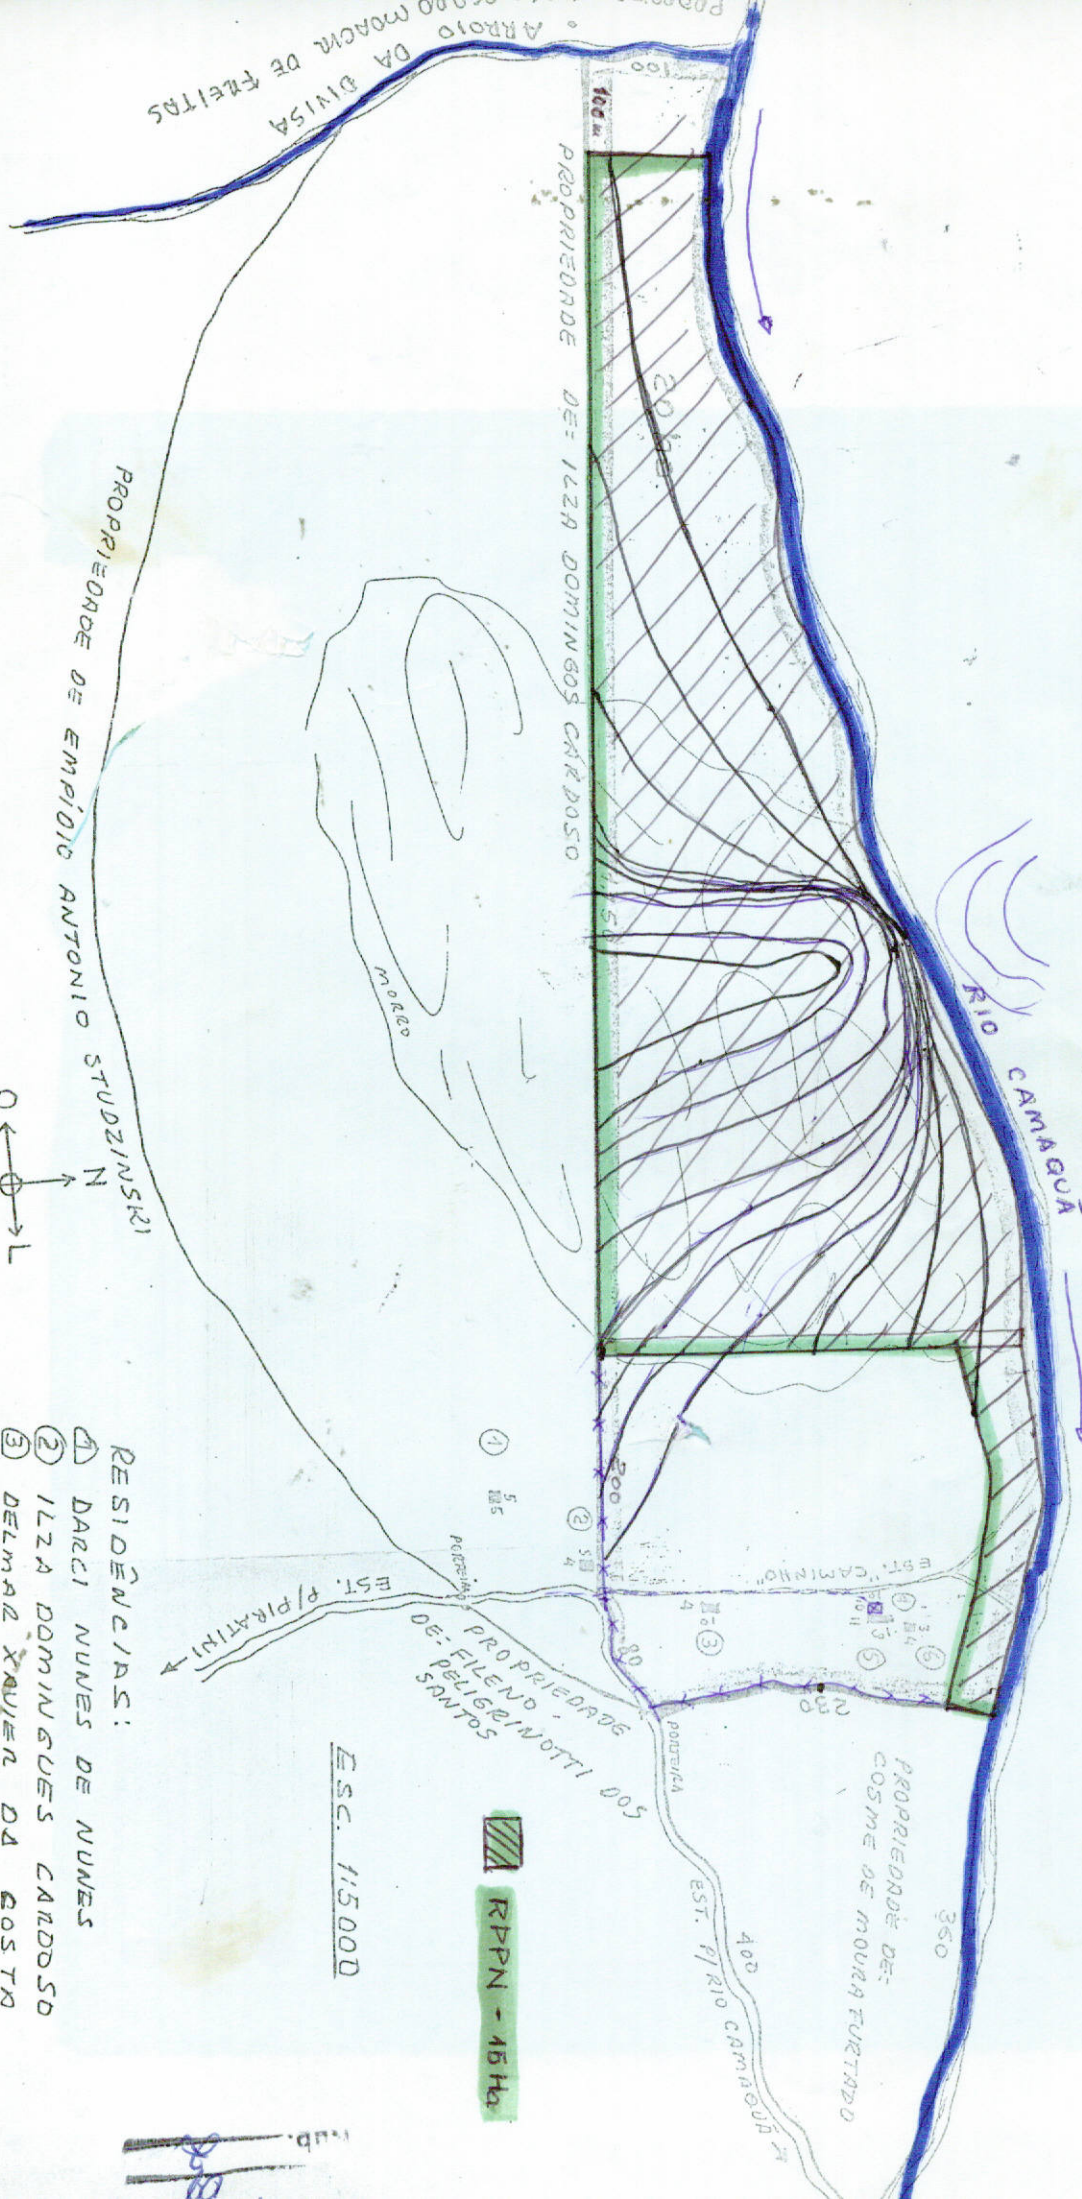 ARROIO DA DIVISA
MOACIR DE FREITAS
100
100 m
PROPRIEDADE DE: ILZA DOMINGOS CARDOSO
RIO CAMAQUÃ
MORRO
PROPRIEDADE DE EMPÍDIO ANTONIO STUDZINSKI
N
O
L
200
EST. "CAMINHO"
80
230
PORTEIRA
PORTEIRA
EST. P/PIRATINI
PROPRIEDADE
DE: FILENO
PELIGRINOTTI DOS
SANTOS
PROPRIEDADE DE:
COSME DE MOURA FURTADO
360
400
EST. P/ RIO CAMAQUÃ
ESC. 1:5000
RPPN - 15 Ha
RESIDÊNCIAS:
1 DARCI NUNES DE NUNES
2 ILZA DOMINGUES CARDOSO
3 DELMAR XAVIER DA COSTA